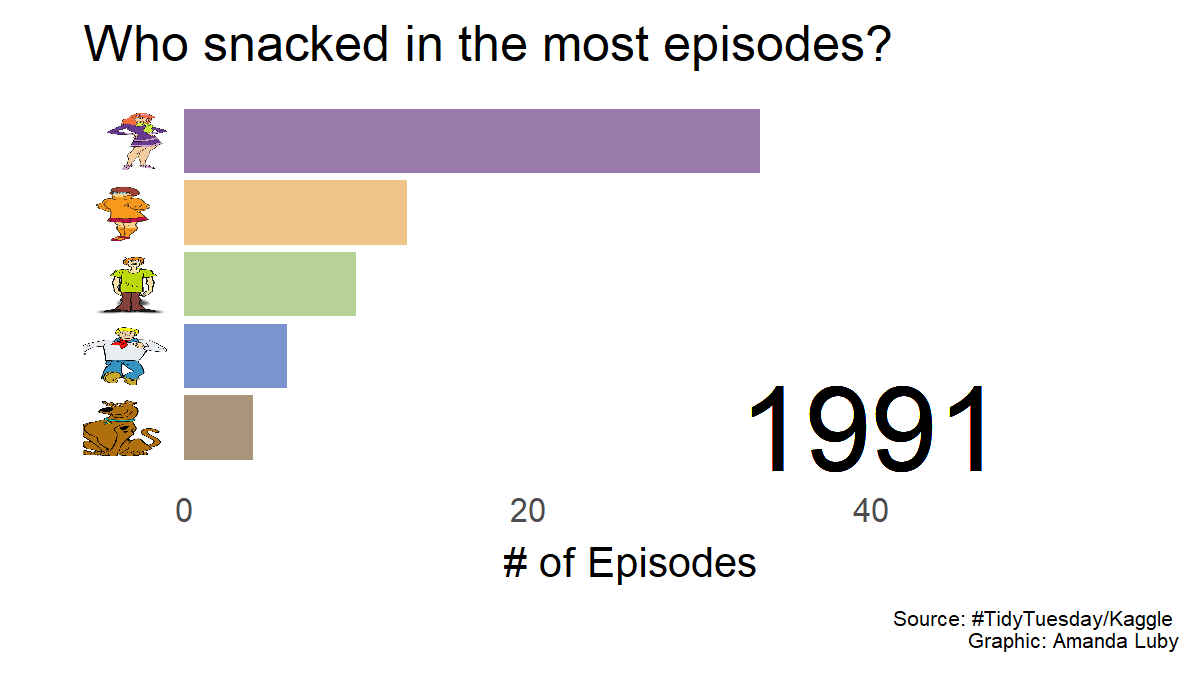 Who snacked in the most episodes?
1991
0 20 40
# of Episodes
Source: #TidyTuesday/Kaggle
Graphic: Amanda Luby